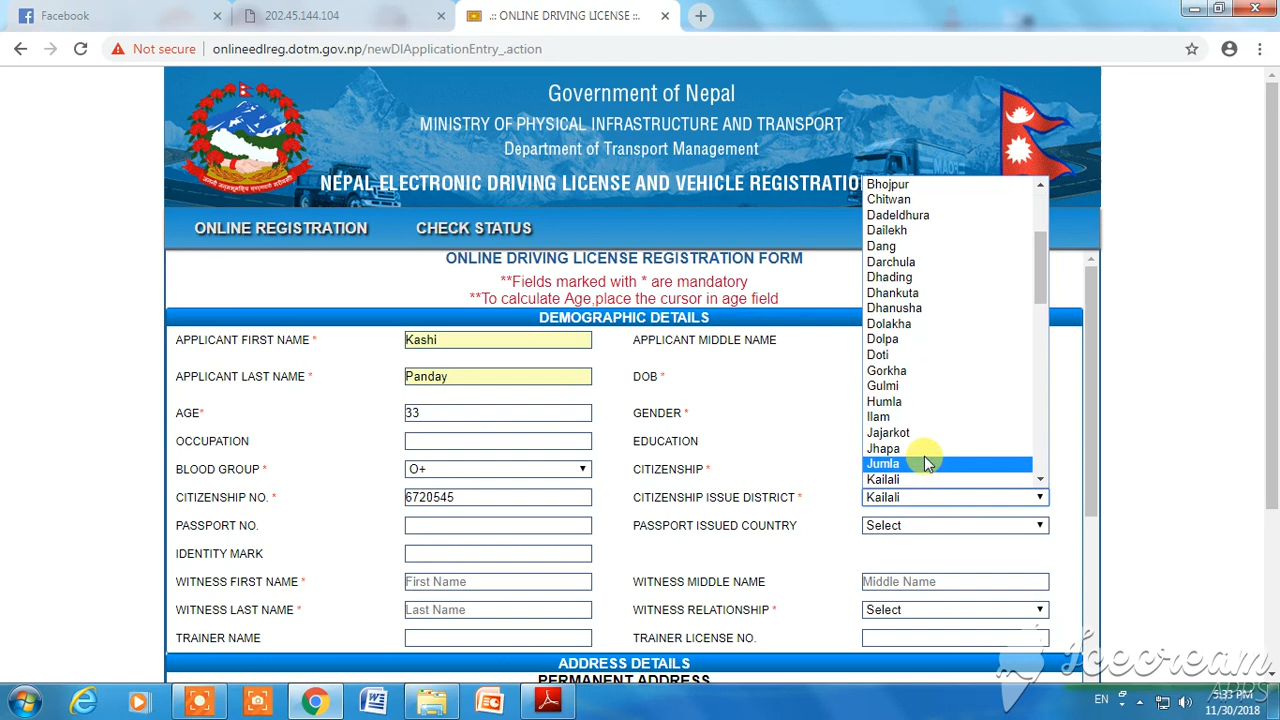 Facebook
202.45.144.104
.:: ONLINE DRIVING LICENSE ::.
Not secure
onlineedlreg.dotm.gov.np/newDlApplicationEntry_.action
Government of Nepal
MINISTRY OF PHYSICAL INFRASTRUCTURE AND TRANSPORT
Department of Transport Management
NEPAL ELECTRONIC DRIVING LICENSE AND VEHICLE REGISTRATIO
ONLINE REGISTRATION
CHECK STATUS
ONLINE DRIVING LICENSE REGISTRATION FORM
**Fields marked with * are mandatory
**To calculate Age,place the cursor in age field
DEMOGRAPHIC DETAILS
Bhojpur
Chitwan
Dadeldhura
Dailekh
Dang
Darchula
Dhading
Dhankuta
Dhanusha
Dolakha
Dolpa
Doti
Gorkha
Gulmi
Humla
Ilam
Jajarkot
Jhapa
Jumla
Kailali
APPLICANT FIRST NAME * Kashi APPLICANT MIDDLE NAME
APPLICANT LAST NAME * Panday DOB *
AGE* 33 GENDER *
OCCUPATION EDUCATION
BLOOD GROUP * O+ CITIZENSHIP *
CITIZENSHIP NO. * 6720545 CITIZENSHIP ISSUE DISTRICT * Kailali
PASSPORT NO. PASSPORT ISSUED COUNTRY Select
IDENTITY MARK
WITNESS FIRST NAME * First Name WITNESS MIDDLE NAME Middle Name
WITNESS LAST NAME * Last Name WITNESS RELATIONSHIP * Select
TRAINER NAME TRAINER LICENSE NO.
ADDRESS DETAILS
PERMANENT ADDRESS
Icecream
APPS
EN
5:33 PM
11/30/2018